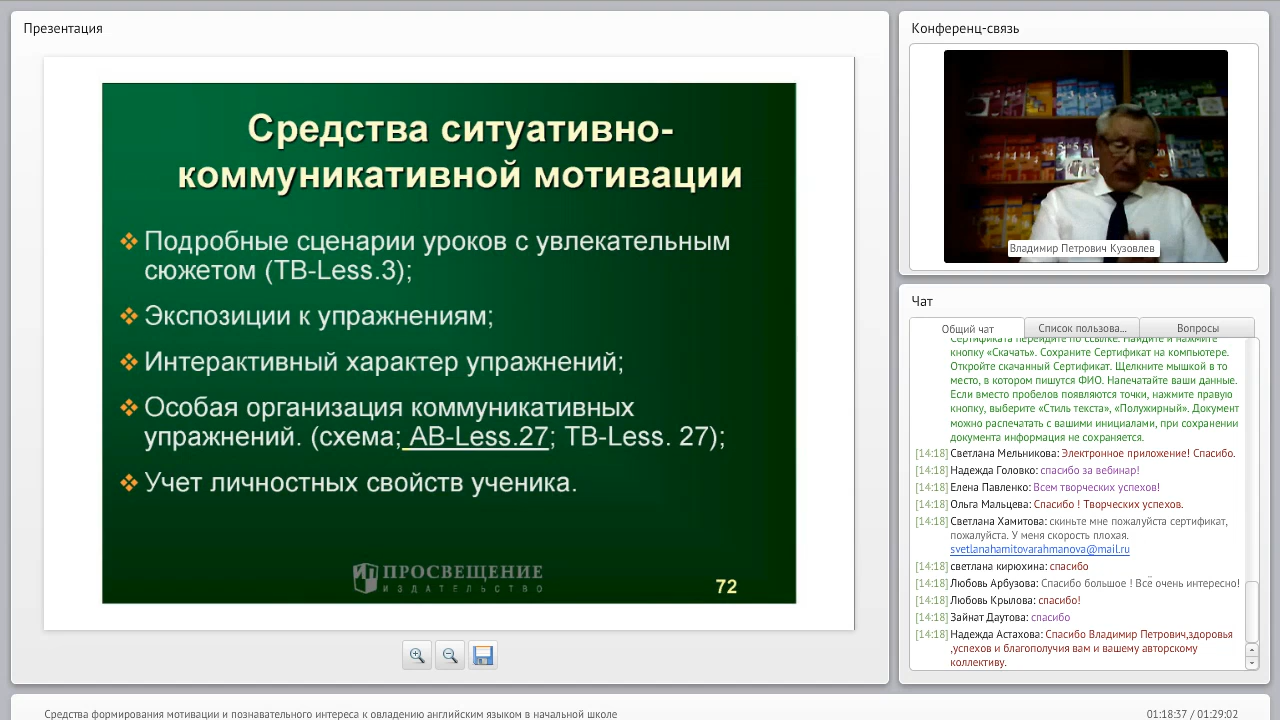 Презентация
Средства ситуативно-
коммуникативной мотивации
Подробные сценарии уроков с увлекательным
сюжетом (TB-Less.3);
Экспозиции к упражнениям;
Интерактивный характер упражнений;
Особая организация коммуникативных
упражнений. (схема; AB-Less.27; TB-Less. 27);
Учет личностных свойств ученика.
ПРОСВЕЩЕНИЕ
ИЗДАТЕЛЬСТВО
72
Конференц-связь
Владимир Петрович Кузовлев
Чат
Общий чат
Список пользова...
Вопросы
Сертификата перейдите по ссылке. Найдите и нажмите
кнопку «Скачать». Сохраните Сертификат на компьютере.
Откройте скачанный Сертификат. Щелкните мышкой в то
место, в котором пишутся ФИО. Напечатайте ваши данные.
Если вместо пробелов появляются точки, нажмите правую
кнопку, выберите «Стиль текста», «Полужирный». Документ
можно распечатать с вашими инициалами, при сохранении
документа информация не сохраняется.
[14:18] Светлана Мельникова: Электронное приложение! Спасибо.
[14:18] Надежда Головко: спасибо за вебинар!
[14:18] Елена Павленко: Всем творческих успехов!
[14:18] Ольга Мальцева: Спасибо ! Творческих успехов.
[14:18] Светлана Хамитова: скиньте мне пожалуйста сертификат,
пожалуйста. У меня скорость плохая.
svetlanahamitovarahmanova@mail.ru
[14:18] светлана кирюхина: спасибо
[14:18] Любовь Арбузова: Спасибо большое ! Всё очень интересно!
[14:18] Любовь Крылова: спасибо!
[14:18] Зайнат Даутова: спасибо
[14:18] Надежда Астахова: Спасибо Владимир Петрович,здоровья
,успехов и благополучия вам и вашему авторскому
коллективу.
Средства формирования мотивации и познавательного интереса к овладению английским языком в начальной школе
01:18:37 / 01:29:02